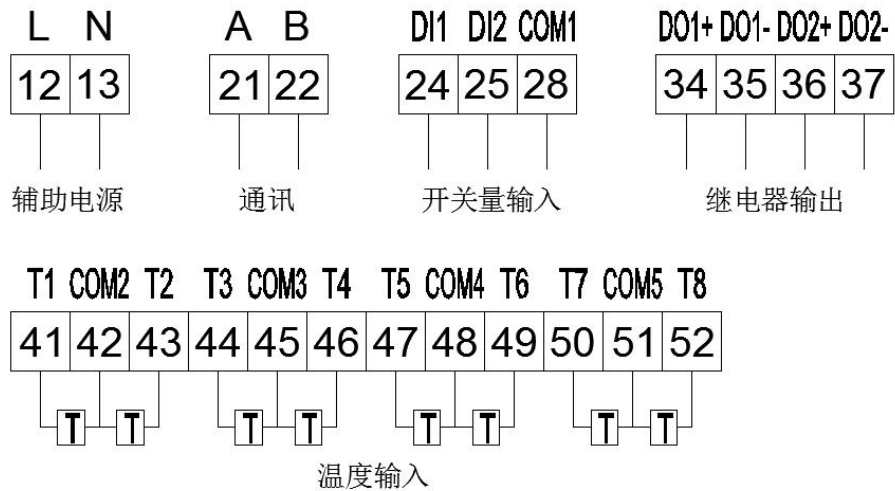 L N A B DI1 DI2 COM1 DO1+ DO1- DO2+ DO2-
12 13 21 22 24 25 28 34 35 36 37
辅助电源 通讯 开关量输入 继电器输出
T1 COM2 T2 T3 COM3 T4 T5 COM4 T6 T7 COM5 T8
41 42 43 44 45 46 47 48 49 50 51 52
T T T T T T T T
温度输入